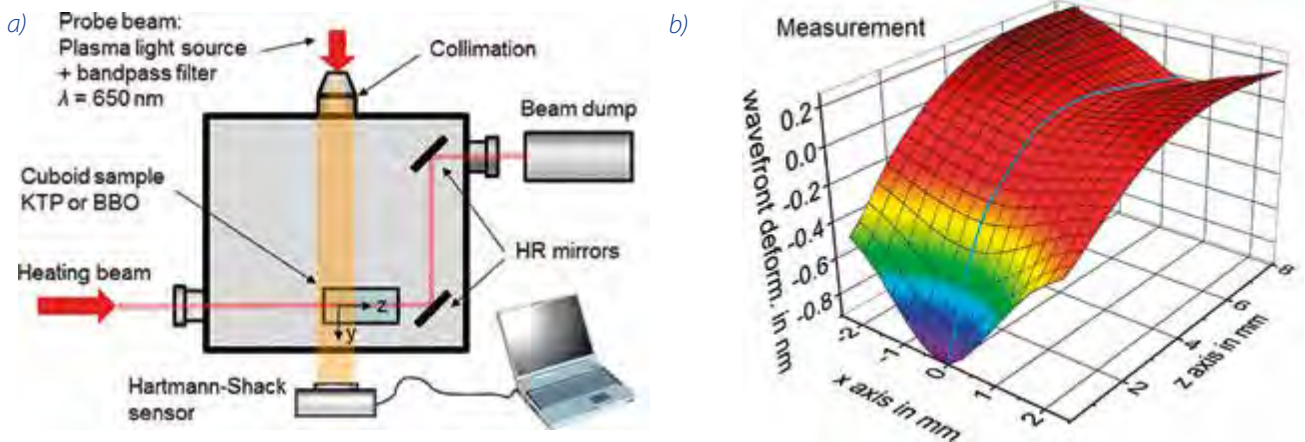 a)
Probe beam:
Plasma light source
+ bandpass filter
λ = 650 nm
Collimation
Beam dump
Cuboid sample
KTP or BBO
HR mirrors
Heating beam
z
y
Hartmann-Shack
sensor
b)
Measurement
wavefront deform. in nm
0.2
0.0
-0.2
-0.4
-0.6
-0.8
-2
-1
0
1
2
x axis in mm
2
4
6
8
z axis in mm